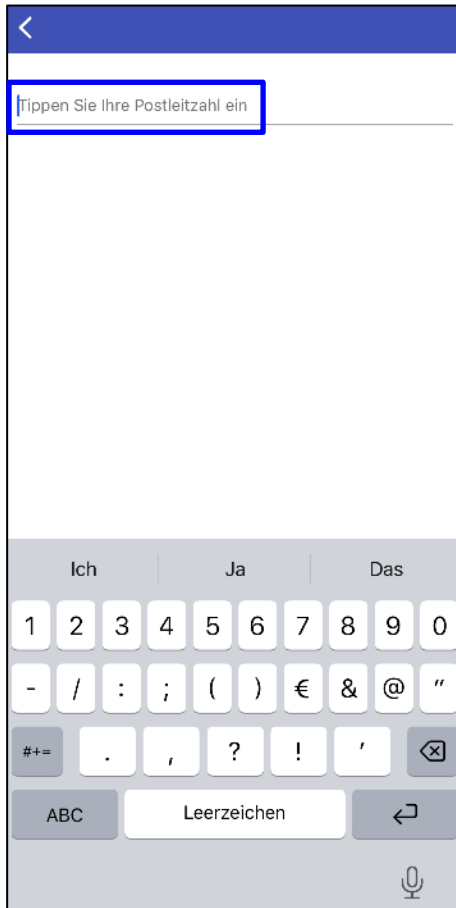 Tippen Sie Ihre Postleitzahl ein
Ich Ja Das
1 2 3 4 5 6 7 8 9 0
- / : ; ( ) € & @ "
#+= . , ? ! '
ABC Leerzeichen